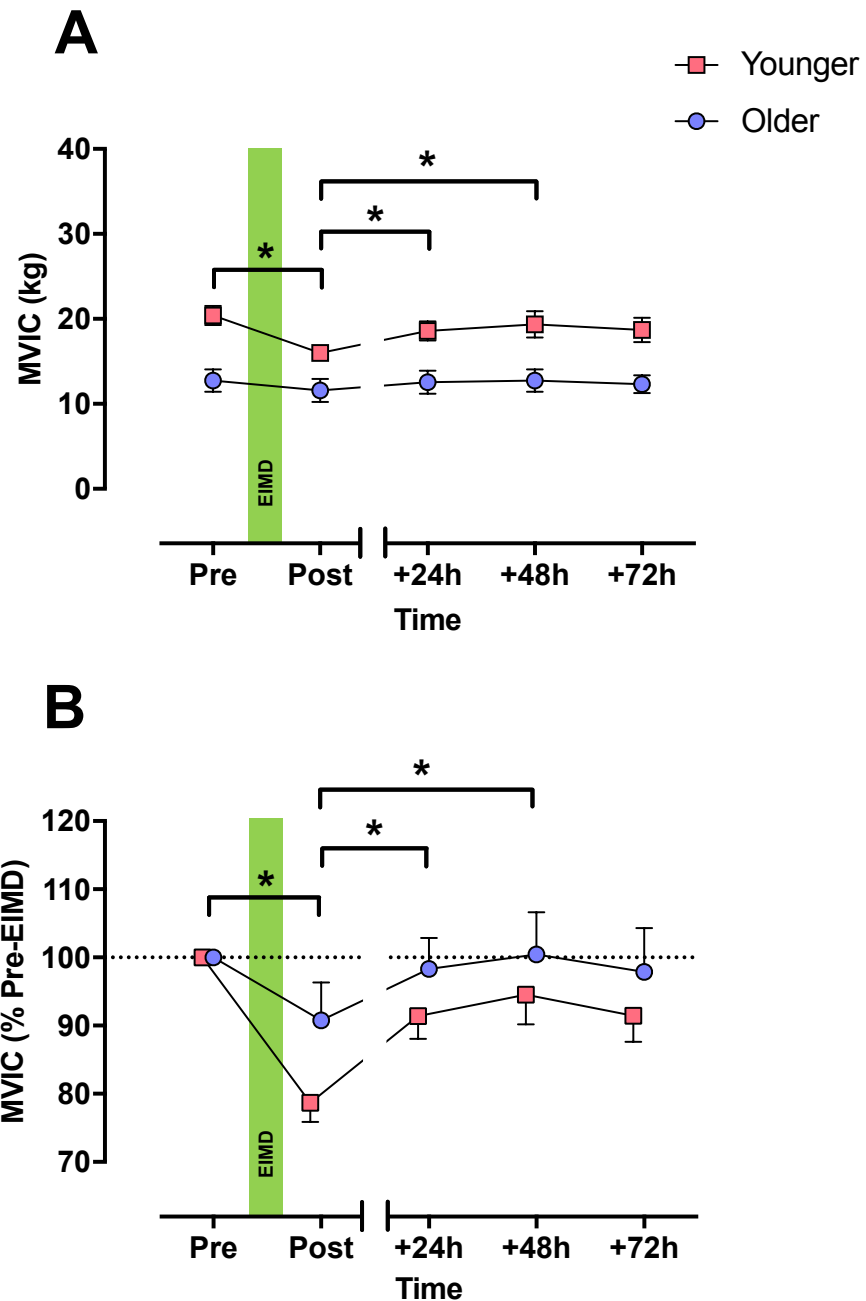 A
Younger
Older
40
30
20
10
0
MVIC (kg)
*
*
*
EIMD
Pre
Post
+24h
+48h
+72h
Time
B
120
110
100
90
80
70
MVIC (% Pre-EIMD)
*
*
*
EIMD
Pre
Post
+24h
+48h
+72h
Time